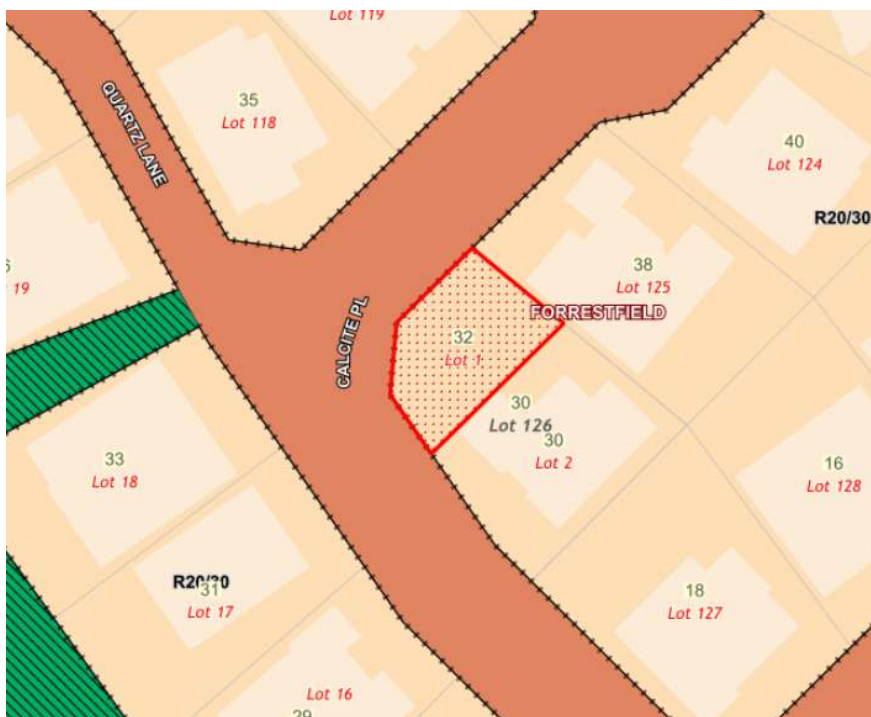 Lot 119
QUARTZ LANE
35
Lot 118
40
Lot 124
R20/30
6
19
38
Lot 125
FORRESTFIELD
CALCITE PL
32
Lot 1
30
Lot 126
30
Lot 2
33
Lot 18
16
Lot 128
R20/30
31
Lot 17
18
Lot 127
Lot 16
29